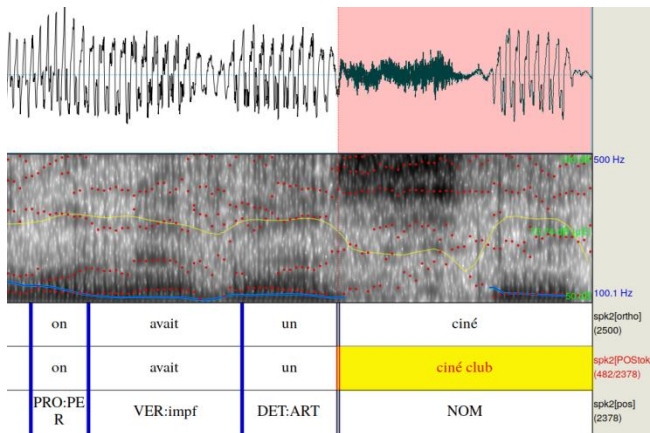 500 Hz
100.1 Hz
on avait un ciné spk2[ortho]
(2500)
on avait un ciné club spk2[POStok
(482/2378)
PRO:PE
R VER:impf DET:ART NOM spk2[pos]
(2378)